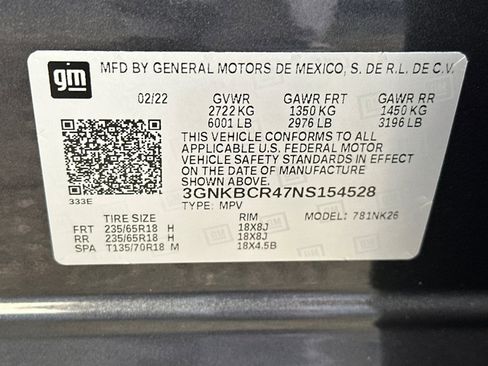 gm
MFD BY GENERAL MOTORS DE MEXICO, S. DE R.L. DE C.V.
02/22 GVWR GAWR FRT GAWR RR
2722 KG 1350 KG 1450 KG
6001 LB 2976 LB 3196 LB
THIS VEHICLE CONFORMS TO ALL
APPLICABLE U.S. FEDERAL MOTOR
VEHICLE SAFETY STANDARDS IN EFFECT
ON THE DATE OF MANUFACTURE SHOWN ABOVE.
333E 3GNKBCR47NS154528
TYPE: MPV MODEL: 781NK26
TIRE SIZE RIM
FRT 235/65R18 H 18X8J
RR 235/65R18 H 18X8J
SPA T135/70R18 M 18X4.5B